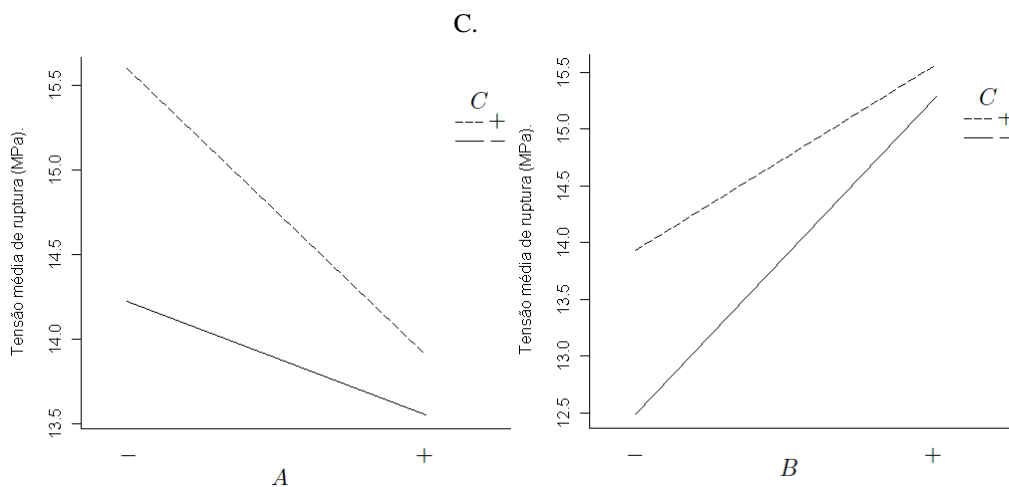 C.
Tensão média de ruptura (MPa).
15.5
15.0
14.5
14.0
13.5
C
+
−
−
+
A
Tensão média de ruptura (MPa).
15.5
15.0
14.5
14.0
13.5
13.0
12.5
C
+
−
−
+
B